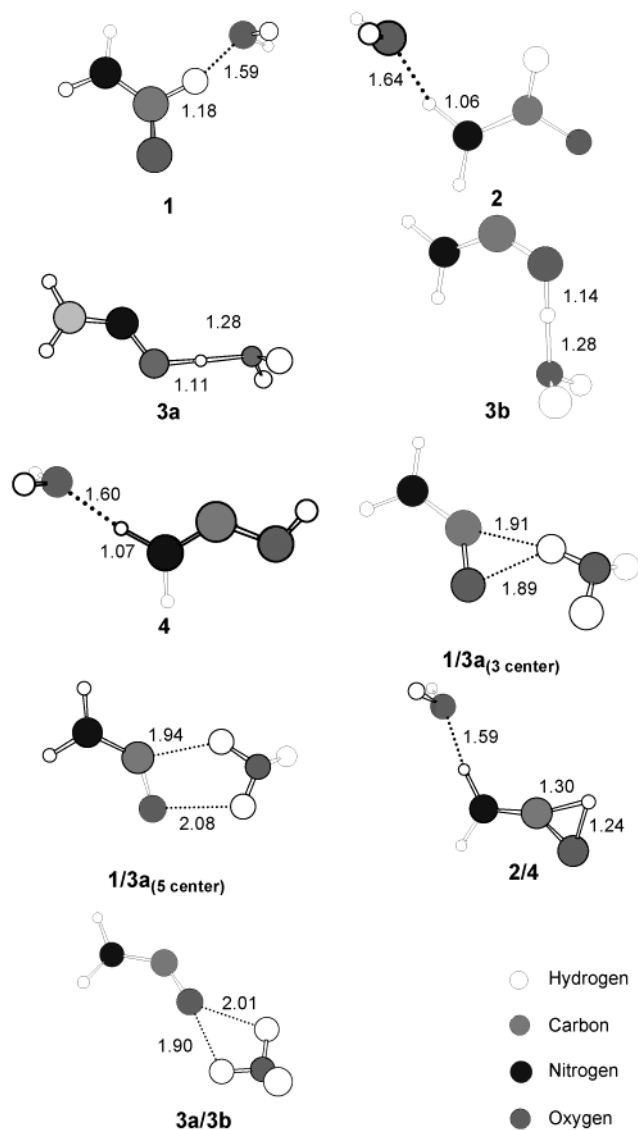 1.59
1.18
1
1.64
1.06
2
1.28
1.11
3a
1.14
1.28
3b
1.60
1.07
4
1.91
1.89
1/3a(3 center)
1.94
2.08
1/3a(5 center)
1.59
1.30
1.24
2/4
2.01
1.90
3a/3b
Hydrogen
Carbon
Nitrogen
Oxygen